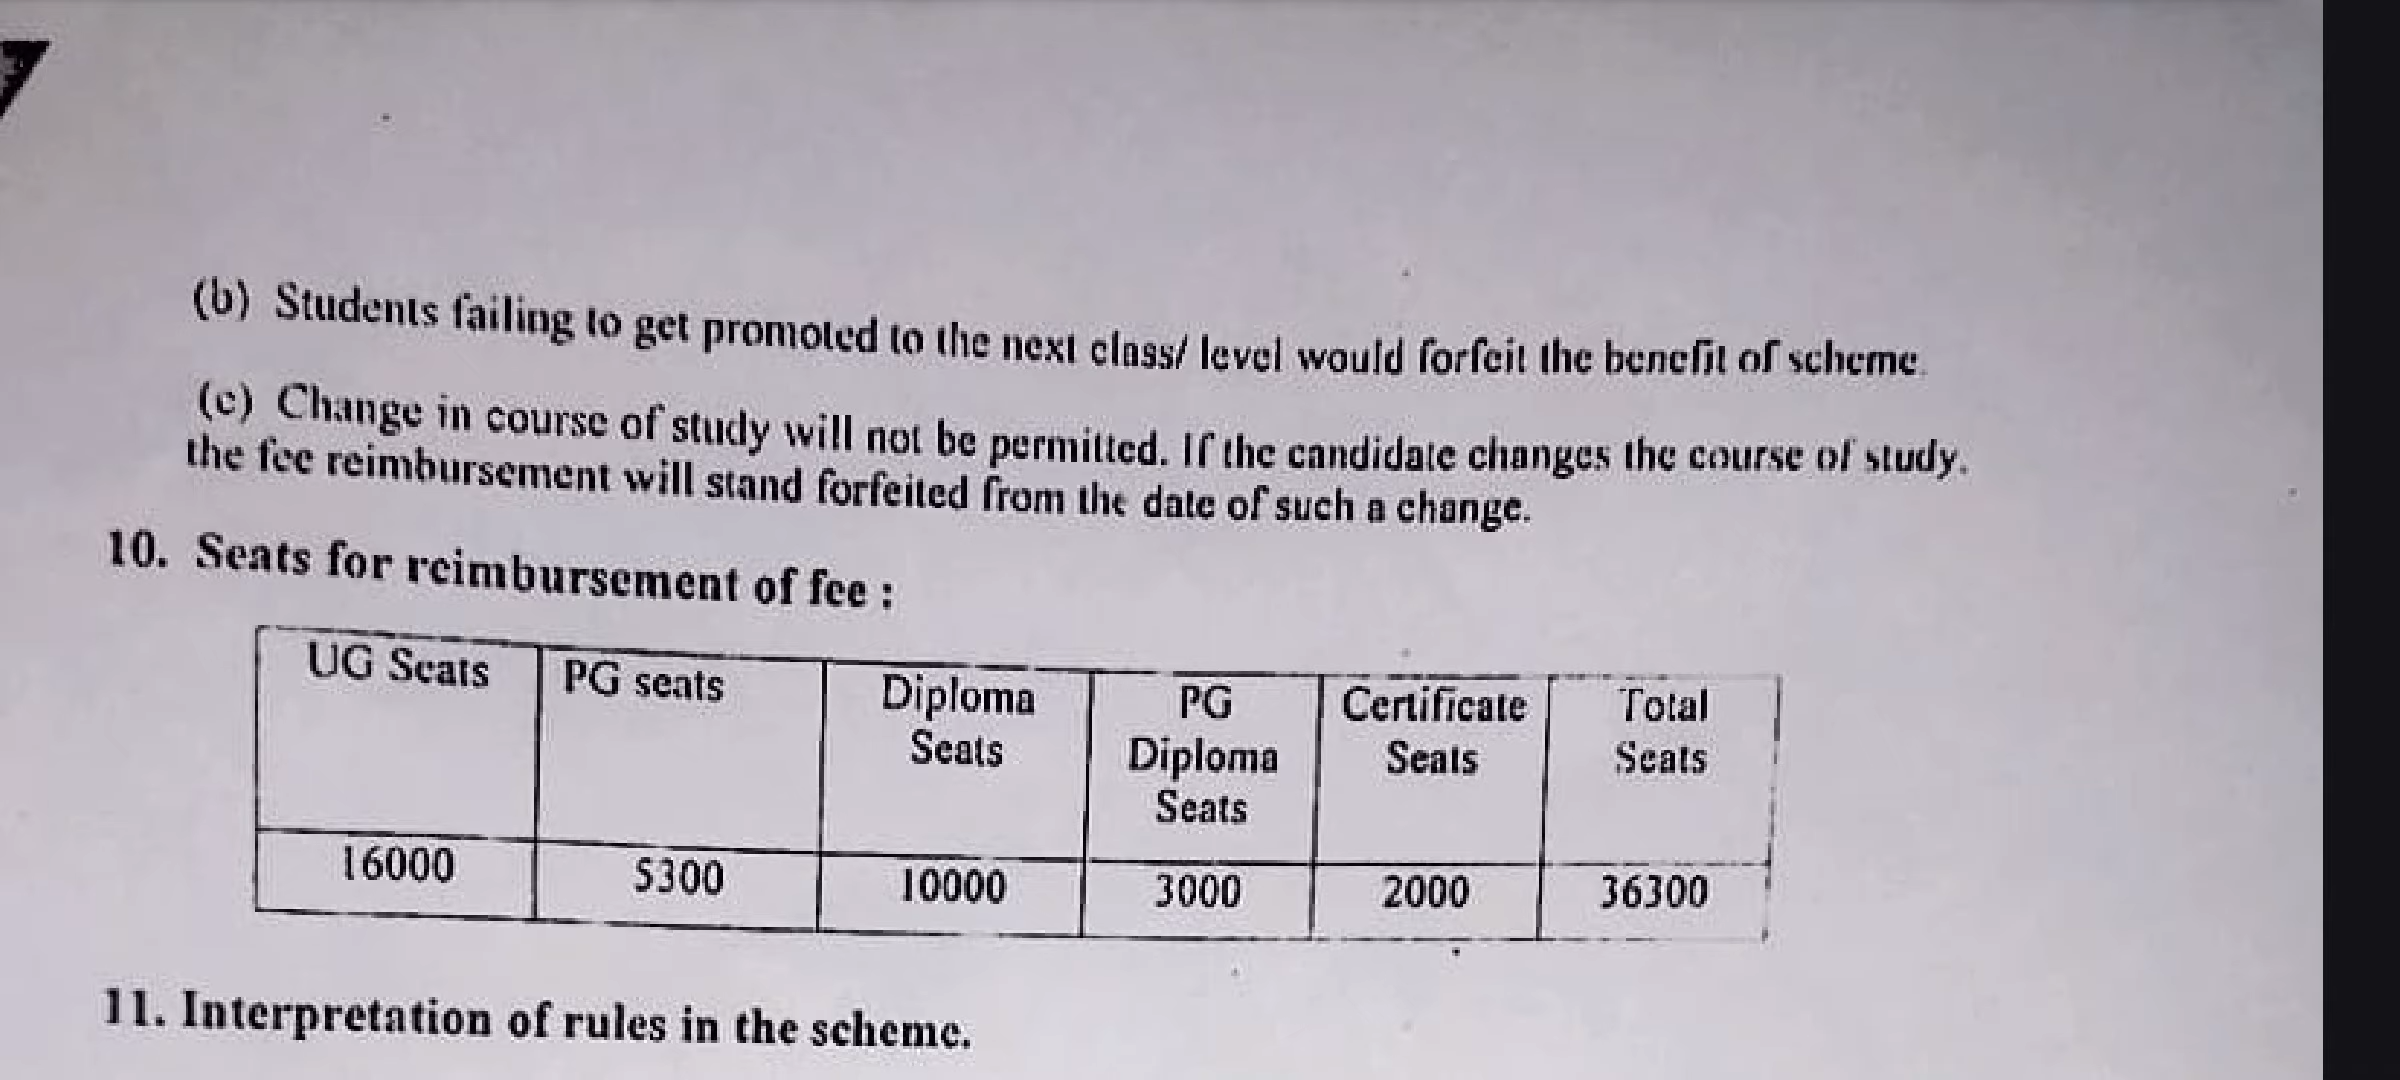 (b) Students failing to get promoted to the next class/ level would forfeit the benefit of scheme.
(c) Change in course of study will not be permitted. If the candidate changes the course of study.
the fee reimbursement will stand forfeited from the date of such a change.
10. Seats for reimbursement of fee :
UG Seats PG seats Diploma Seats PG Diploma Seats Certificate Seats Total Seats
16000 5300 10000 3000 2000 36300
11. Interpretation of rules in the scheme.